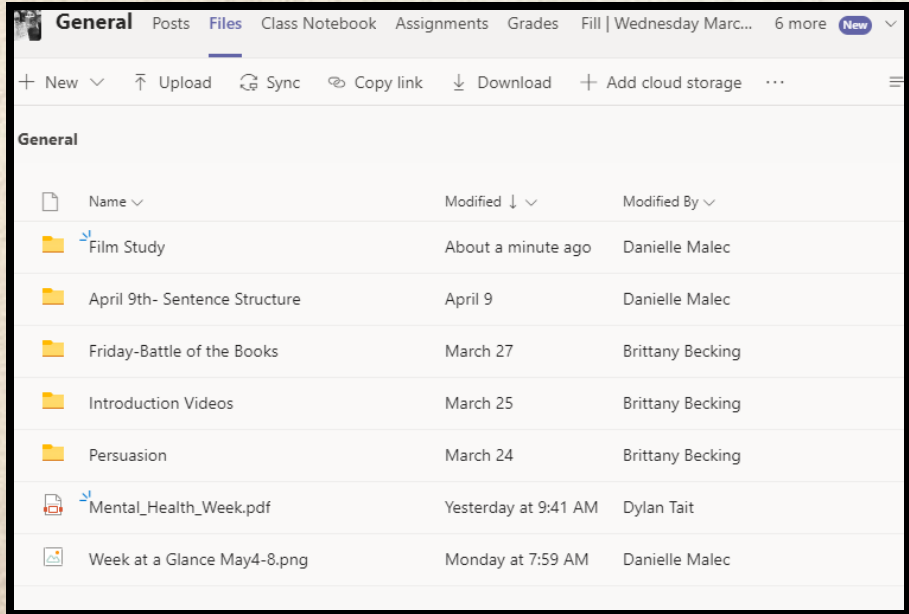 General Posts Files Class Notebook Assignments Grades Fill | Wednesday Marc... 6 more New
+ New Upload Sync Copy link Download + Add cloud storage ...
General
Name Modified ↓ Modified By
Film Study About a minute ago Danielle Malec
April 9th- Sentence Structure April 9 Danielle Malec
Friday-Battle of the Books March 27 Brittany Becking
Introduction Videos March 25 Brittany Becking
Persuasion March 24 Brittany Becking
Mental_Health_Week.pdf Yesterday at 9:41 AM Dylan Tait
Week at a Glance May4-8.png Monday at 7:59 AM Danielle Malec